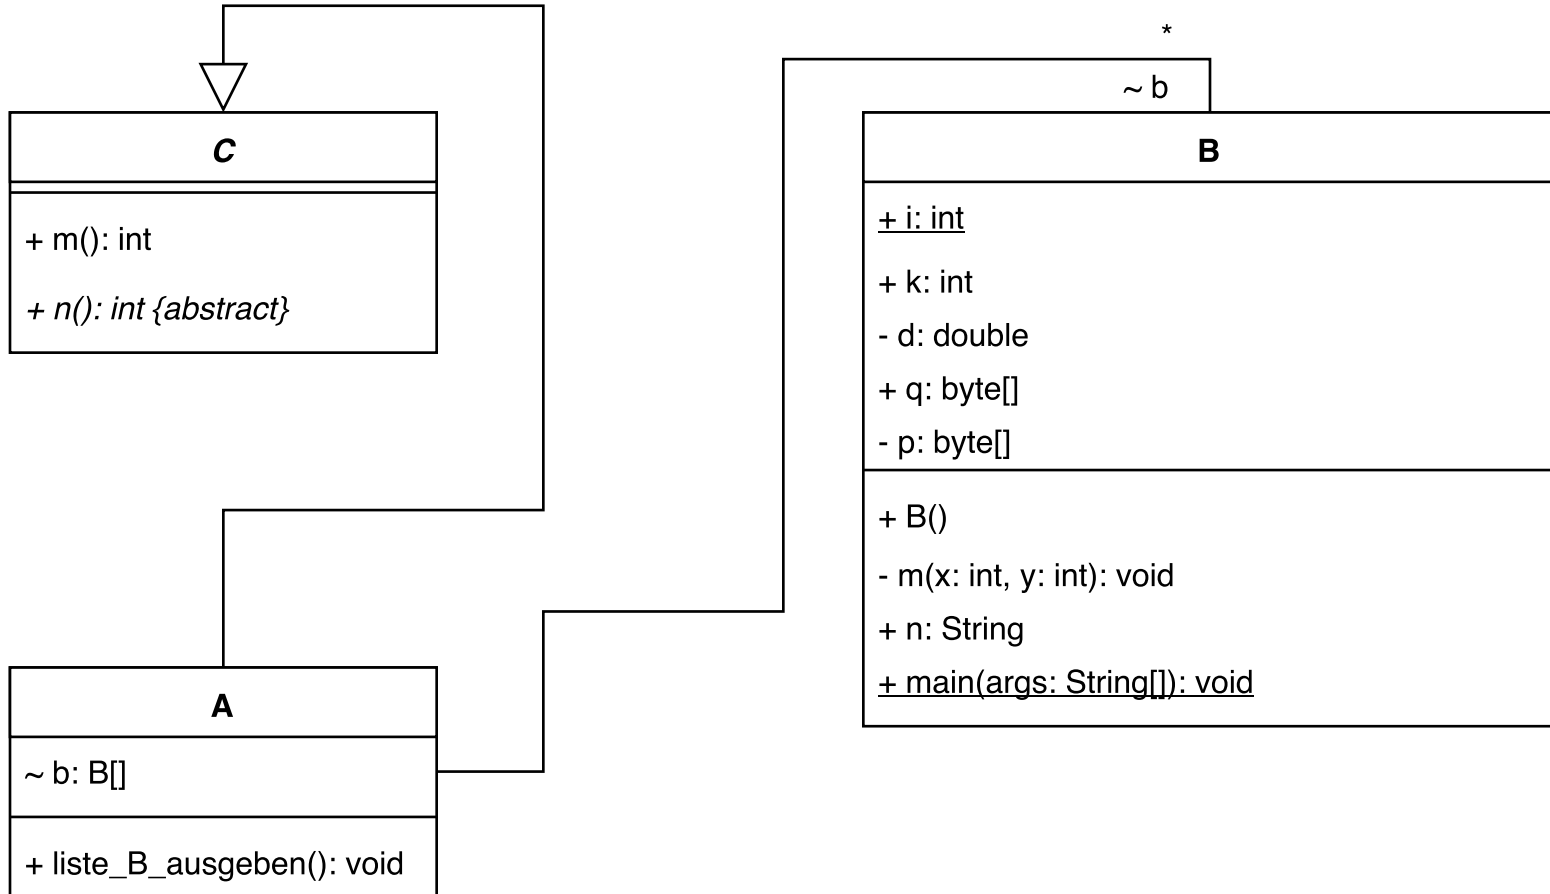 C
+ m(): int
+ n(): int {abstract}
*
~ b
B
+ i: int
+ k: int
- d: double
+ q: byte[]
- p: byte[]
+ B()
- m(x: int, y: int): void
+ n: String
+ main(args: String[]): void
A
~ b: B[]
+ liste_B_ausgeben(): void